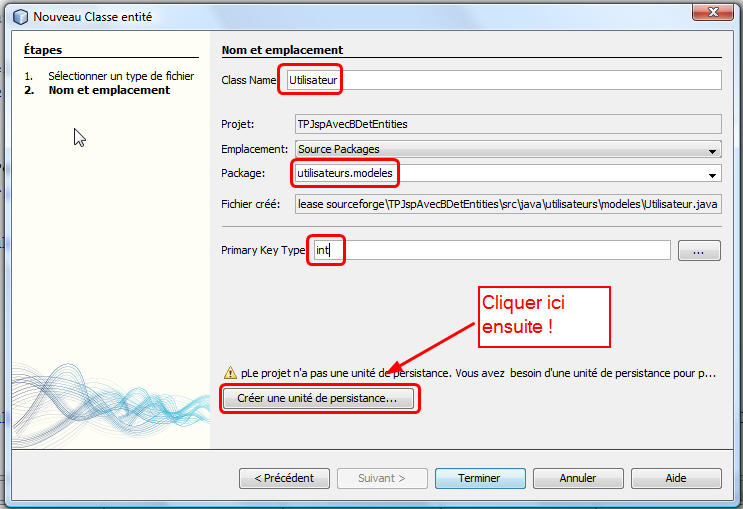 Nouveau Classe entité
Étapes
1. Sélectionner un type de fichier
2. Nom et emplacement
Nom et emplacement
Class Name: Utilisateur
Projet: TPJspAvecBDetEntities
Emplacement: Source Packages
Package: utilisateurs.modeles
Fichier créé: lease sourceforge\TPJspAvecBDetEntities\src\java\utilisateurs\modeles\Utilisateur.java
Primary Key Type: int ...
Cliquer ici
ensuite !
pLe projet n'a pas une unité de persistance. Vous avez besoin d'une unité de persistance pour p...
Créer une unité de persistance...
< Précédent Suivant > Terminer Annuler Aide